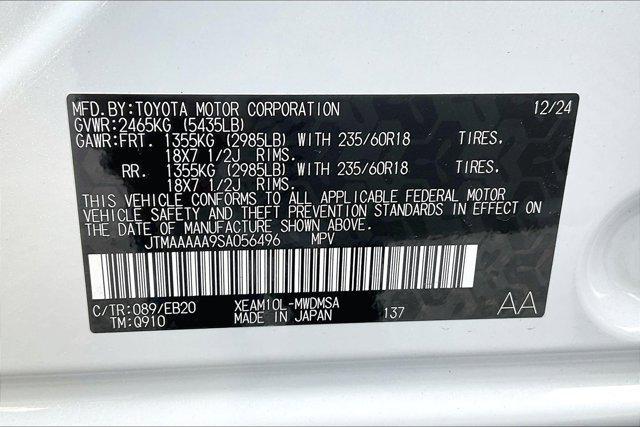 MFD.BY:TOYOTA MOTOR CORPORATION 12/24
GVWR:2465KG (5435LB)
GAWR:FRT. 1355KG (2985LB) WITH 235/60R18 TIRES.
18X7 1/2J RIMS.
RR. 1355KG (2985LB) WITH 235/60R18 TIRES.
18X7 1/2J RIMS.
THIS VEHICLE CONFORMS TO ALL APPLICABLE FEDERAL MOTOR
VEHICLE SAFETY AND THEFT PREVENTION STANDARDS IN EFFECT ON
THE DATE OF MANUFACTURE SHOWN ABOVE.
JTMAAAAA9SA056496 MPV
C/TR:089/EB20 XEAM10L-MWDMSA AA
TM:Q910 MADE IN JAPAN 137